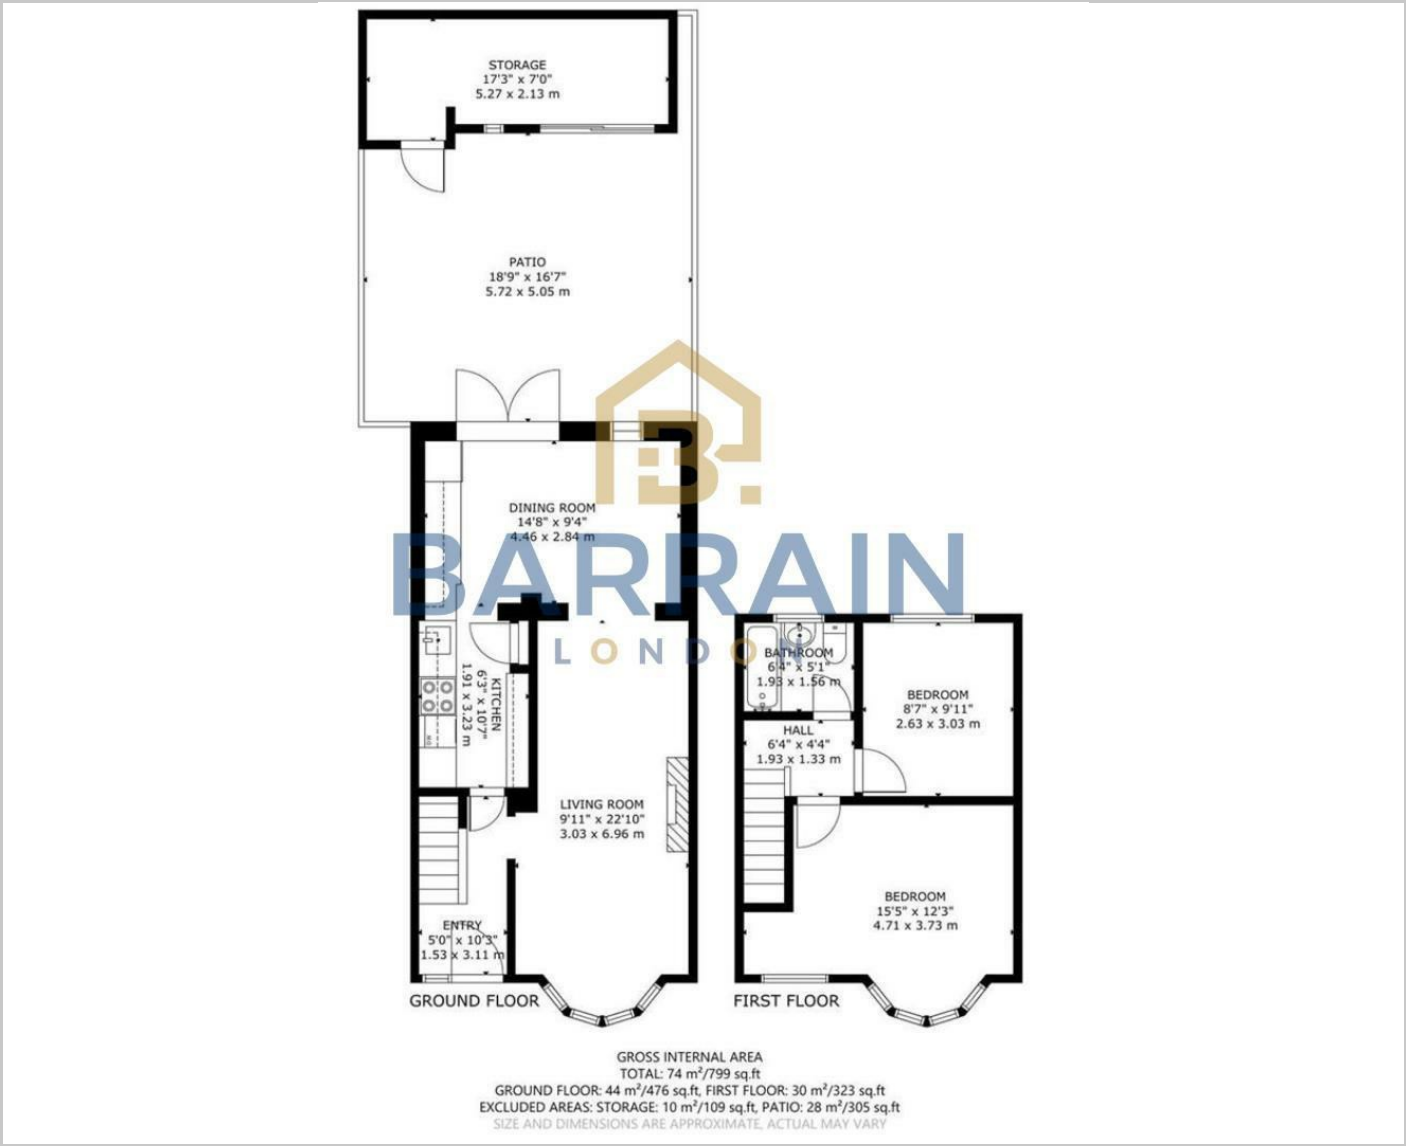 STORAGE
17'3" x 7'0"
5.27 x 2.13 m
PATIO
18'9" x 16'7"
5.72 x 5.05 m
B.
DINING ROOM
14'8" x 9'4"
4.46 x 2.84 m
BARRAIN
LONDON
KITCHEN
6'3" x 10'7"
1.91 x 3.23 m
LIVING ROOM
9'11" x 22'10"
3.03 x 6.96 m
ENTRY
5'0" x 10'3"
1.53 x 3.11 m
GROUND FLOOR
BATHROOM
6'4" x 5'1"
1.93 x 1.56 m
BEDROOM
8'7" x 9'11"
2.63 x 3.03 m
HALL
6'4" x 4'4"
1.93 x 1.33 m
BEDROOM
15'5" x 12'3"
4.71 x 3.73 m
FIRST FLOOR
GROSS INTERNAL AREA
TOTAL: 74 m²/799 sq.ft
GROUND FLOOR: 44 m²/476 sq.ft, FIRST FLOOR: 30 m²/323 sq.ft
EXCLUDED AREAS: STORAGE: 10 m²/109 sq.ft, PATIO: 28 m²/305 sq.ft
SIZE AND DIMENSIONS ARE APPROXIMATE, ACTUAL MAY VARY